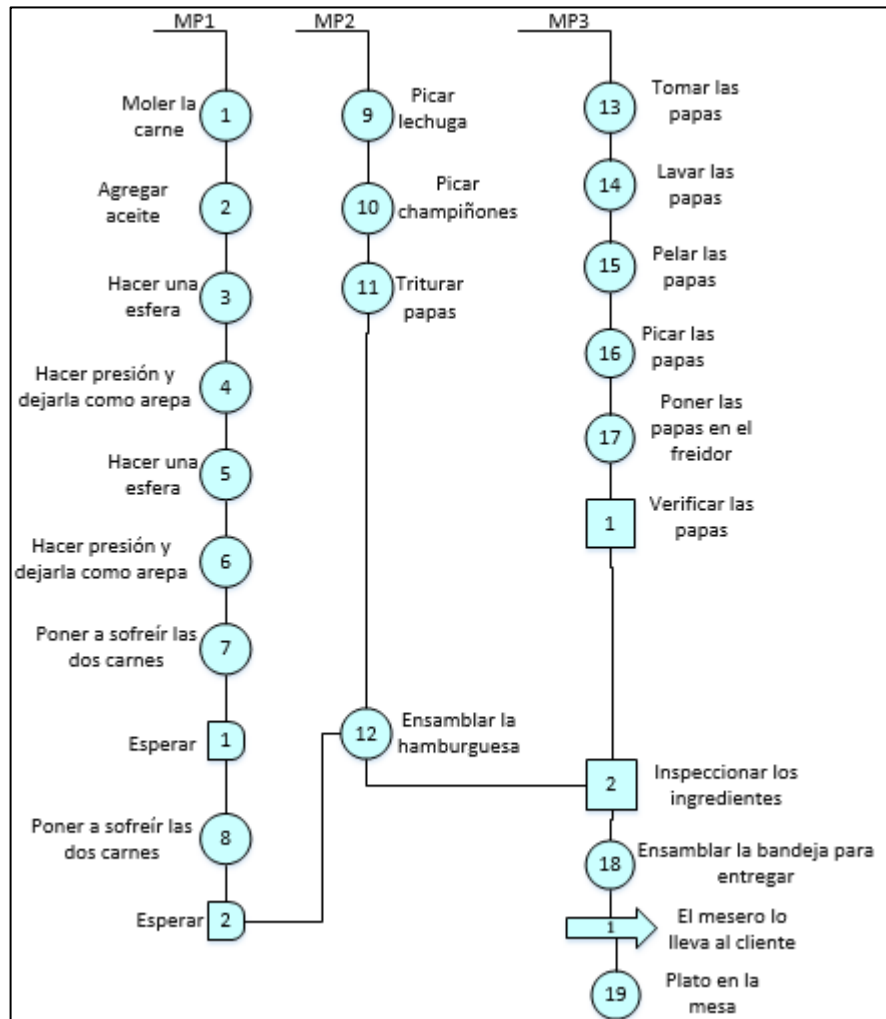 MP1
MP2
MP3
Moler la
carne
1
Agregar
aceite
2
Hacer una
esfera
3
Hacer presión y
dejarla como arepa
4
Hacer una
esfera
5
Hacer presión y
dejarla como arepa
6
Poner a sofreír las
dos carnes
7
Esperar
1
Poner a sofreír las
dos carnes
8
Esperar
2
9
Picar
lechuga
10
Picar
champiñones
11
Triturar
papas
12
Ensamblar la
hamburguesa
13
Tomar las
papas
14
Lavar las
papas
15
Pelar las
papas
16
Picar las
papas
17
Poner las
papas en el
freidor
1
Verificar las
papas
2
Inspeccionar los
ingredientes
18
Ensamblar la bandeja para
entregar
1
El mesero lo
lleva al cliente
19
Plato en la
mesa